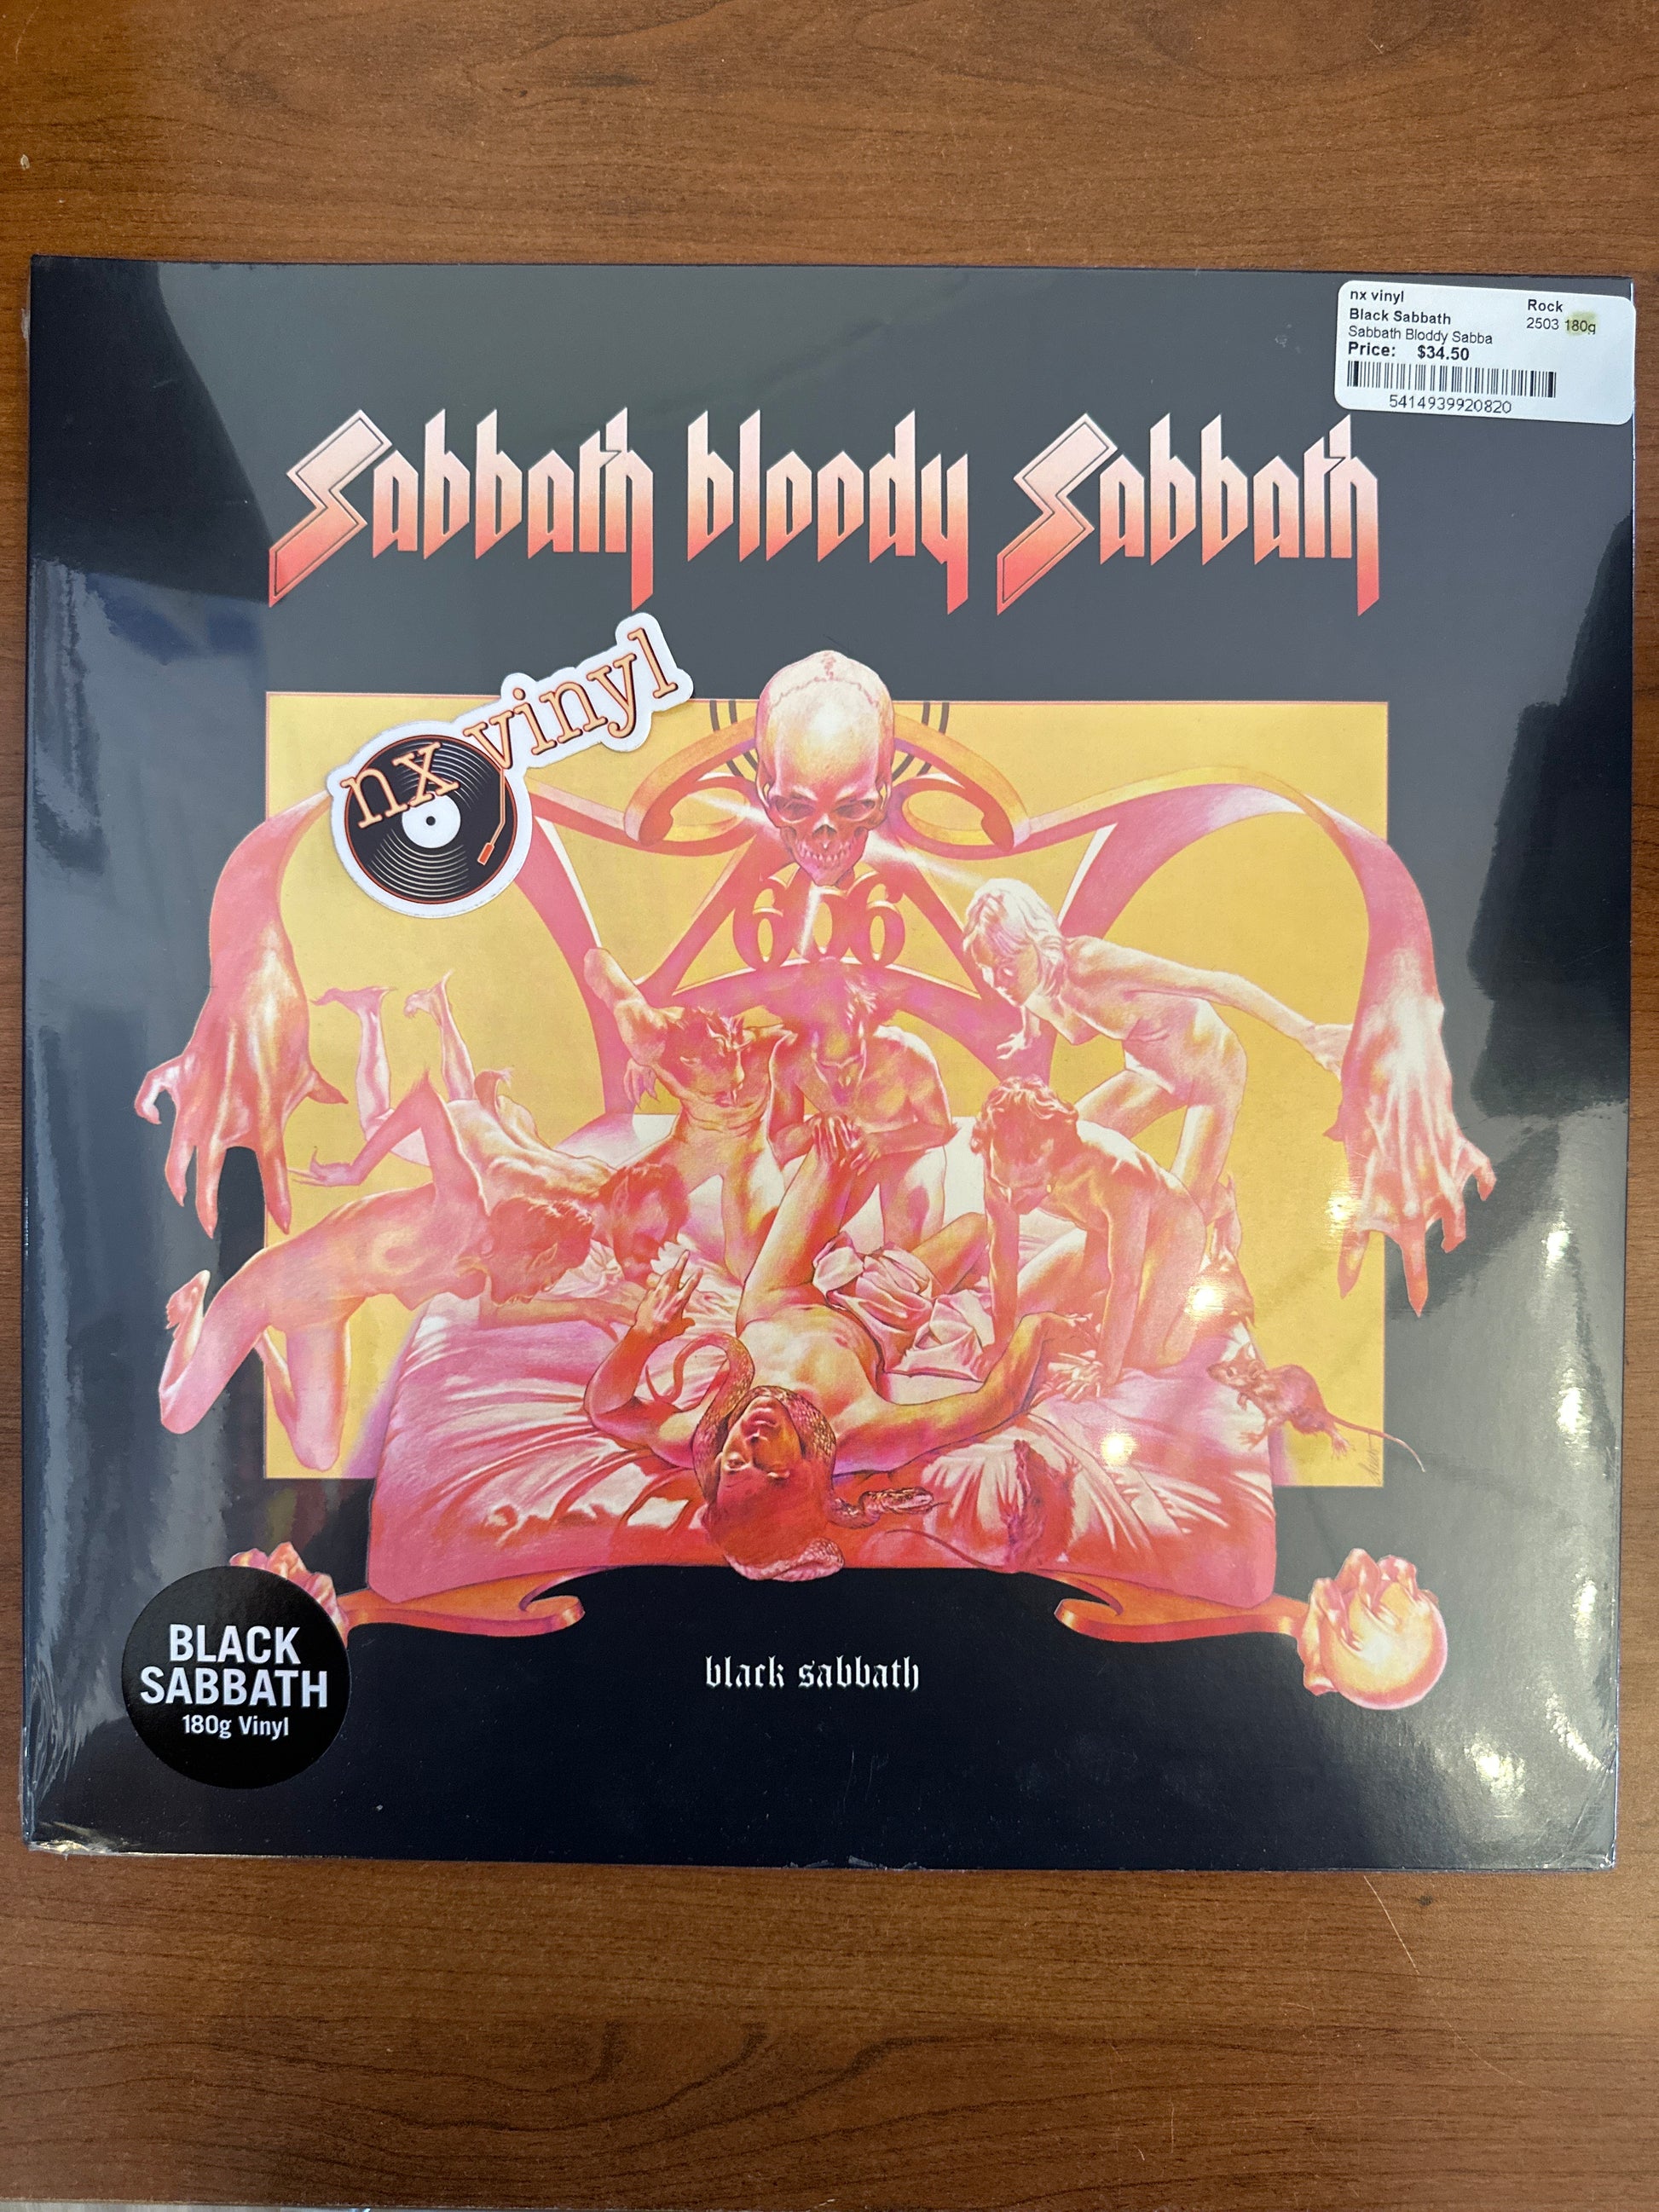 nx vinyl Rock
Black Sabbath 2503 180g
Sabbath Bloddy Sabba
Price: $34.50
5414939920820
Sabbath bloody Sabbath
nx vinyl
666
black sabbath
BLACK
SABBATH
180g Vinyl